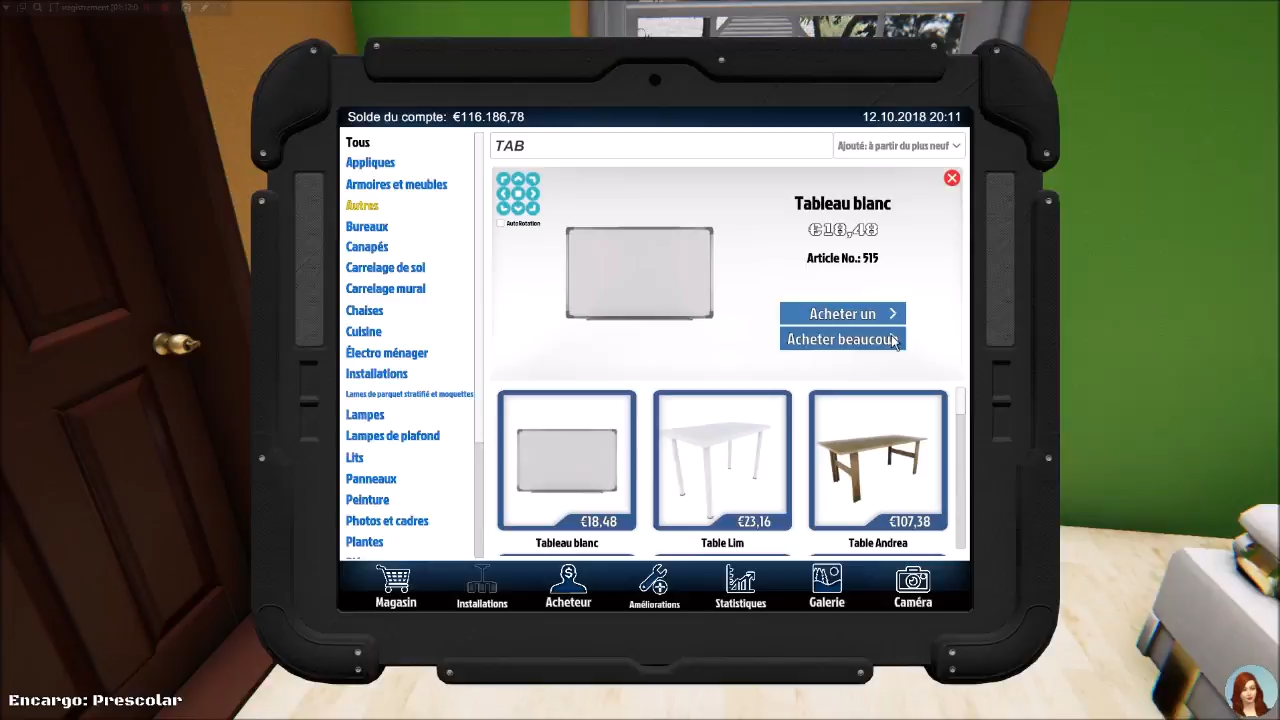 Enregistrement [01:12:0
Solde du compte: €116.186,78
12.10.2018 20:11
Tous
Appliques
Armoires et meubles
Autres
Bureaux
Canapés
Carrelage de sol
Carrelage mural
Chaises
Cuisine
Électro ménager
Installations
Lames de parquet stratifié et moquettes
Lampes
Lampes de plafond
Lits
Panneaux
Peinture
Photos et cadres
Plantes
TAB
Ajouté: à partir du plus neuf
Auto Rotation
Tableau blanc
€18,48
Article No.: 515
Acheter un
Acheter beaucoup
€18,48
€23,16
€107,38
Tableau blanc
Table Lim
Table Andrea
Magasin
Installations
Acheteur
Améliorations
Statistiques
Galerie
Caméra
Encargo: Prescolar